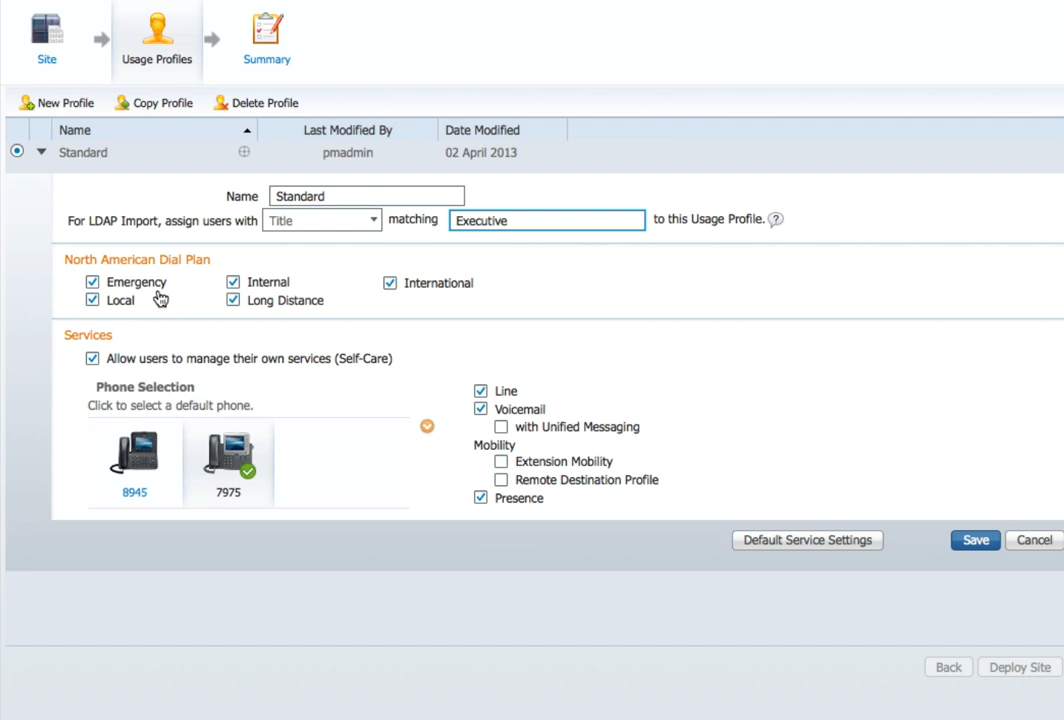 Site
Usage Profiles
Summary
New Profile Copy Profile Delete Profile
Name Last Modified By Date Modified
Standard pmadmin 02 April 2013
Name Standard
For LDAP Import, assign users with Title matching Executive to this Usage Profile. ?
North American Dial Plan
Emergency Internal International
Local Long Distance
Services
Allow users to manage their own services (Self-Care)
Phone Selection
Click to select a default phone.
8945 7975
Line
Voicemail
with Unified Messaging
Mobility
Extension Mobility
Remote Destination Profile
Presence
Default Service Settings Save Cancel
Back Deploy Site